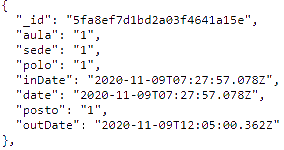 {
"_id": "5fa8ef7d1bd2a03f4641a15e",
"aula": "1",
"sede": "1",
"polo": "1",
"inDate": "2020-11-09T07:27:57.078Z",
"date": "2020-11-09T07:27:57.078Z",
"posto": "1",
"outDate": "2020-11-09T12:05:00.362Z"
},